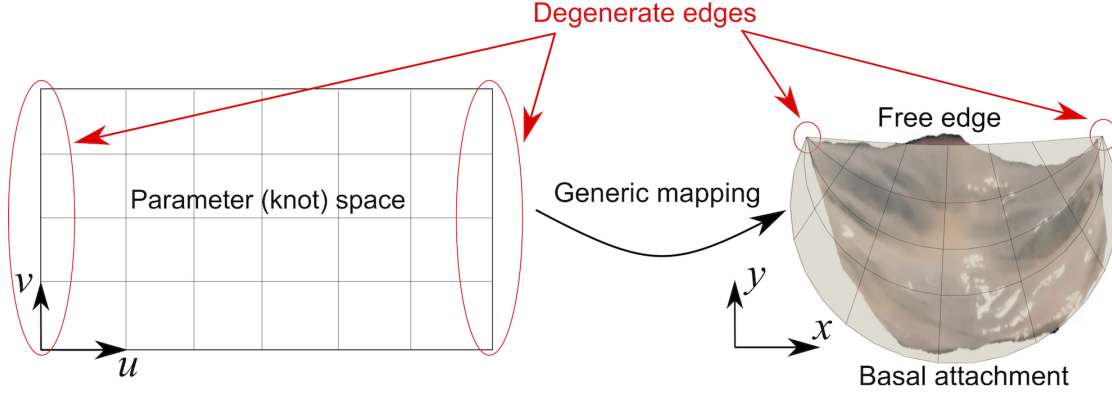 Degenerate edges
Free edge
Parameter (knot) space
Generic mapping
v
u
y
x
Basal attachment